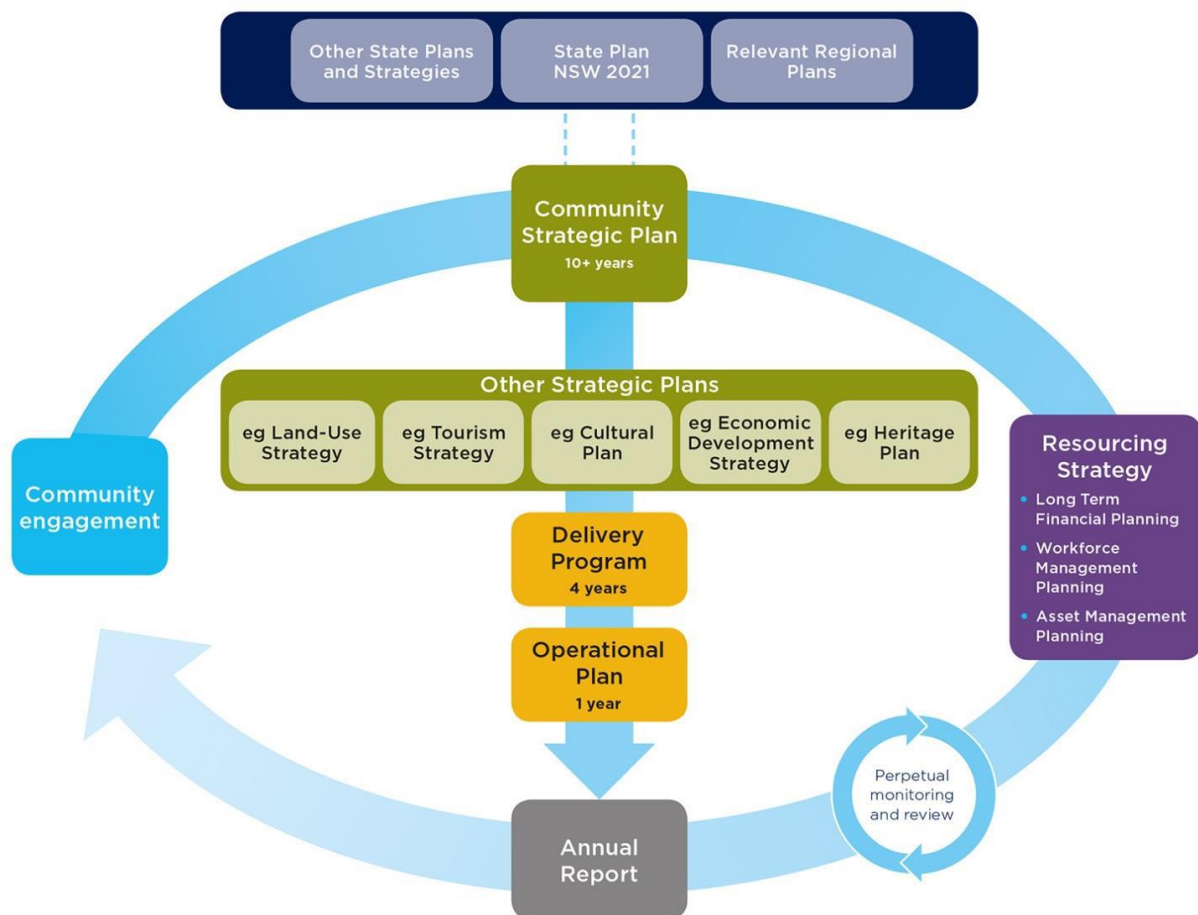 Other State Plans
and Strategies
State Plan
NSW 2021
Relevant Regional
Plans
Community
Strategic Plan
10+ years
Other Strategic Plans
eg Land-Use
Strategy
eg Tourism
Strategy
eg Cultural
Plan
eg Economic
Development
Strategy
eg Heritage
Plan
Community
engagement
Resourcing
Strategy
• Long Term
Financial Planning
• Workforce
Management
Planning
• Asset Management
Planning
Delivery
Program
4 years
Operational
Plan
1 year
Perpetual
monitoring
and review
Annual
Report